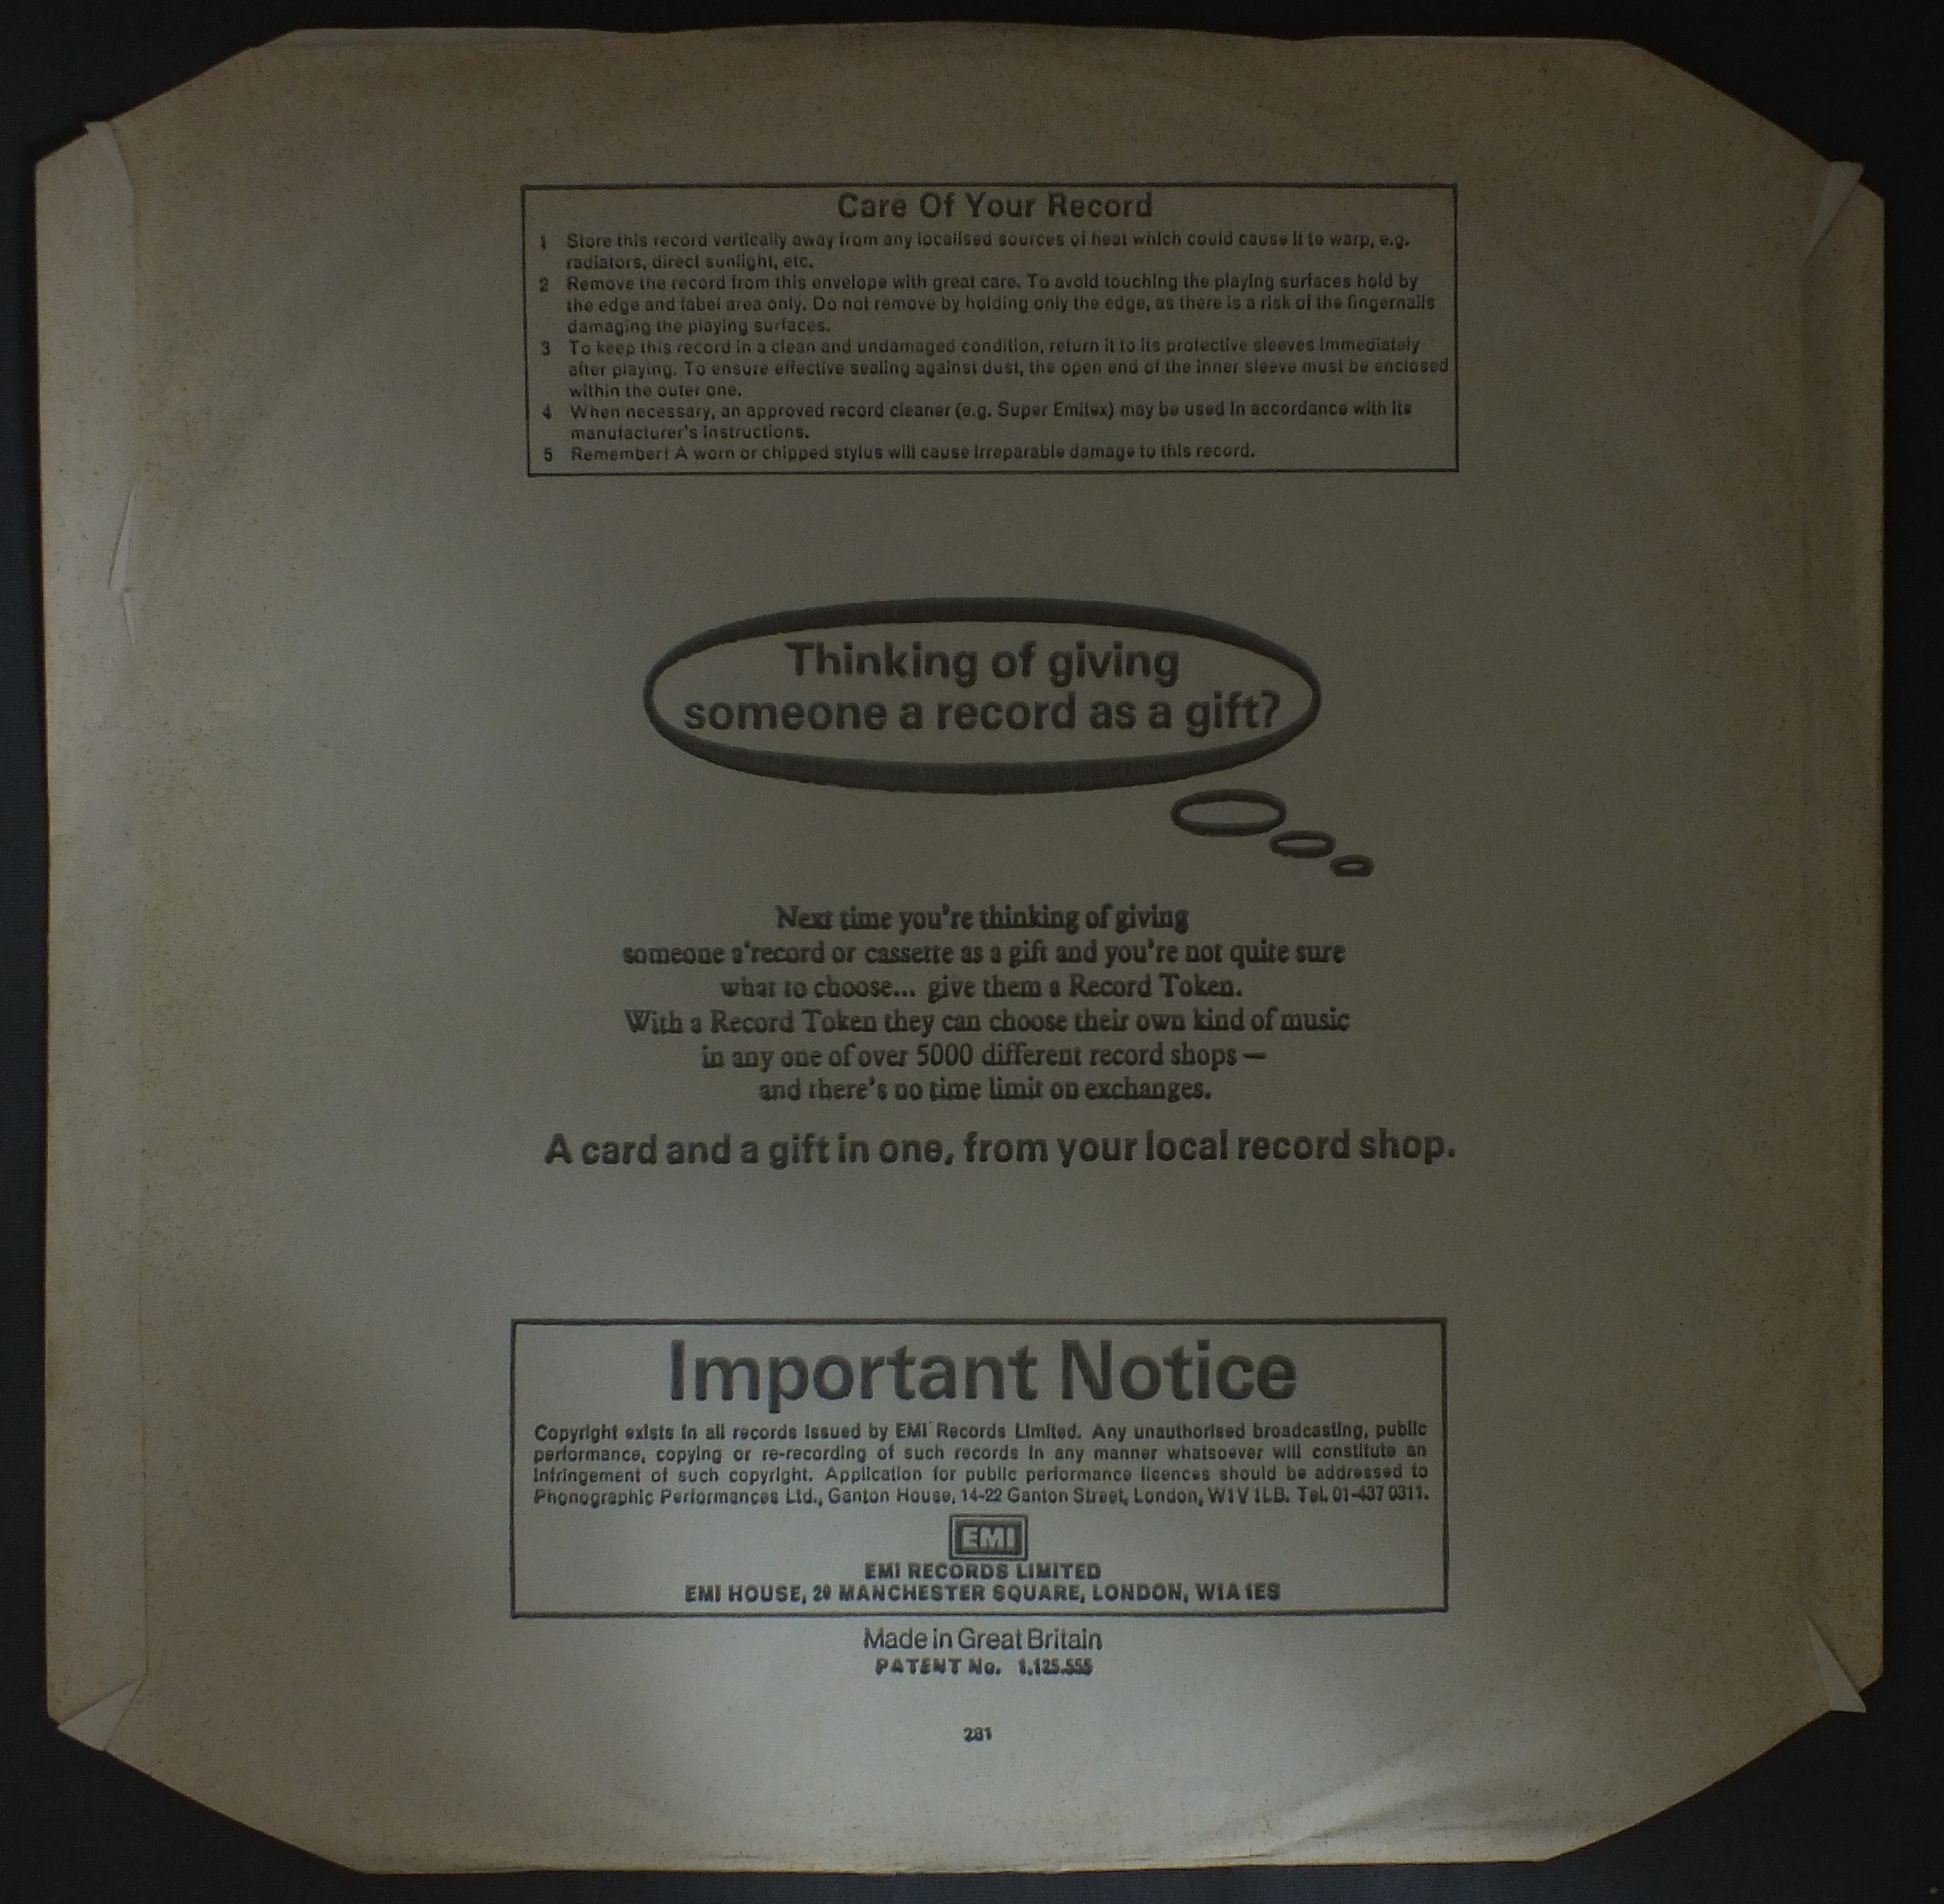 Care Of Your Record
1 Store this record vertically away from any localised sources of heat which could cause it to warp, e.g.
radiators, direct sunlight, etc.
2 Remove the record from this envelope with great care. To avoid touching the playing surfaces hold by
the edge and label area only. Do not remove by holding only the edge, as there is a risk of the fingernails
damaging the playing surfaces.
3 To keep this record in a clean and undamaged condition, return it to its protective sleeves immediately
after playing. To ensure effective sealing against dust, the open end of the inner sleeve must be enclosed
within the outer one.
4 When necessary, an approved record cleaner (e.g. Super Emitex) may be used in accordance with its
manufacturer's instructions.
5 Remember! A worn or chipped stylus will cause irreparable damage to this record.
Thinking of giving
someone a record as a gift?
Next time you're thinking of giving
someone a record or cassette as a gift and you're not quite sure
what to choose... give them a Record Token.
With a Record Token they can choose their own kind of music
in any one of over 5000 different record shops —
and there's no time limit on exchanges.
A card and a gift in one, from your local record shop.
Important Notice
Copyright exists in all records issued by EMI Records Limited. Any unauthorised broadcasting, public
performance, copying or re-recording of such records in any manner whatsoever will constitute an
infringement of such copyright. Application for public performance licences should be addressed to
Phonographic Performances Ltd., Ganton House, 14-22 Ganton Street, London, W1V 1LB. Tel. 01-437 0311.
EMI
EMI RECORDS LIMITED
EMI HOUSE, 20 MANCHESTER SQUARE, LONDON, W1A 1ES
Made in Great Britain
PATENT No. 1.125.555
281